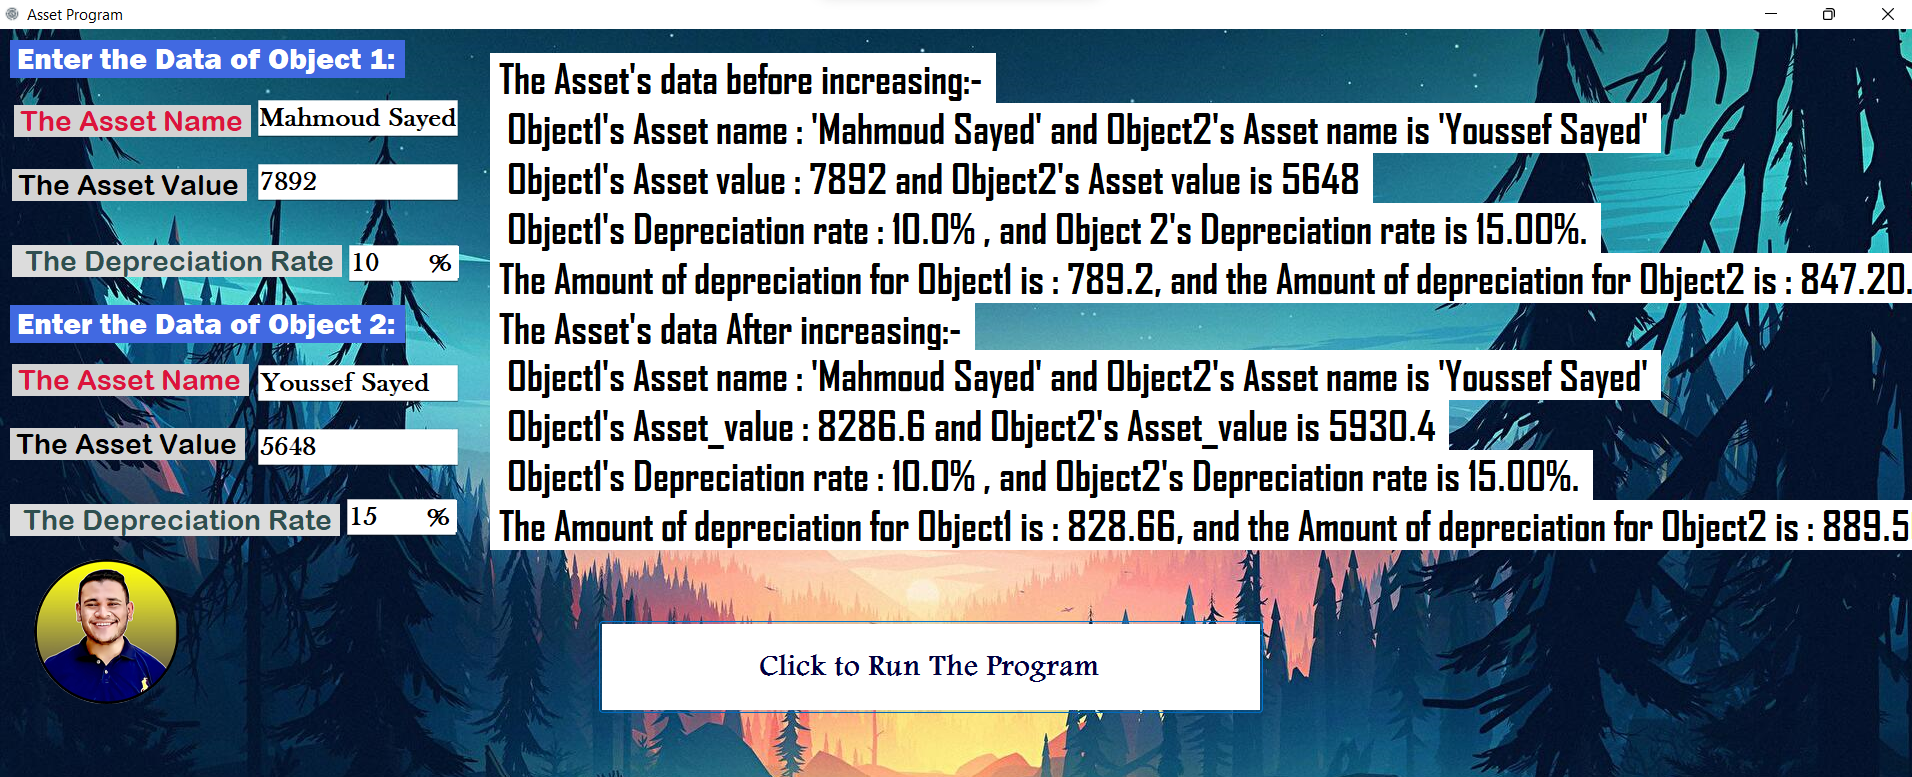 Asset Program
Enter the Data of Object 1:
The Asset Name Mahmoud Sayed
The Asset Value 7892
The Depreciation Rate 10 %
Enter the Data of Object 2:
The Asset Name Youssef Sayed
The Asset Value 5648
The Depreciation Rate 15 %
The Asset's data before increasing:-
Object1's Asset name : 'Mahmoud Sayed' and Object2's Asset name is 'Youssef Sayed'
Object1's Asset value : 7892 and Object2's Asset value is 5648
Object1's Depreciation rate : 10.0% , and Object 2's Depreciation rate is 15.00%.
The Amount of depreciation for Object1 is : 789.2, and the Amount of depreciation for Object2 is : 847.20.
The Asset's data After increasing:-
Object1's Asset name : 'Mahmoud Sayed' and Object2's Asset name is 'Youssef Sayed'
Object1's Asset_value : 8286.6 and Object2's Asset_value is 5930.4
Object1's Depreciation rate : 10.0% , and Object2's Depreciation rate is 15.00%.
The Amount of depreciation for Object1 is : 828.66, and the Amount of depreciation for Object2 is : 889.5
Click to Run The Program